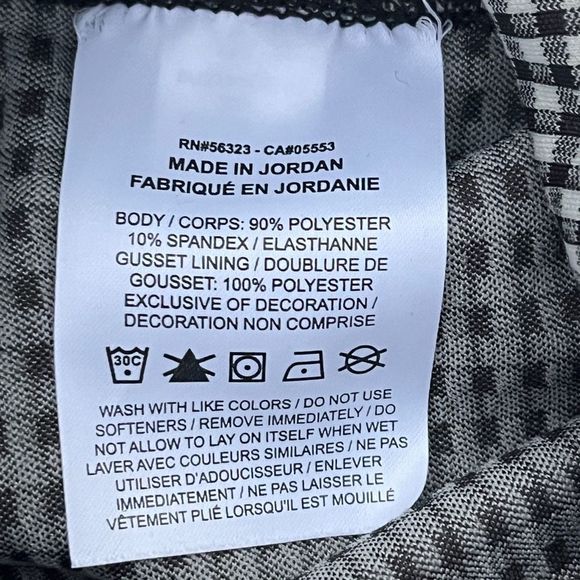 RN#56323 - CA#05553
MADE IN JORDAN
FABRIQUÉ EN JORDANIE
BODY / CORPS: 90% POLYESTER
10% SPANDEX / ELASTHANNE
GUSSET LINING / DOUBLURE DE
GOUSSET: 100% POLYESTER
EXCLUSIVE OF DECORATION /
DECORATION NON COMPRISE
30C
WASH WITH LIKE COLORS / DO NOT USE
SOFTENERS / REMOVE IMMEDIATELY / DO
NOT ALLOW TO LAY ON ITSELF WHEN WET
LAVER AVEC COULEURS SIMILAIRES / NE PAS
UTILISER D'ADOUCISSEUR / ENLEVER
IMMEDIATEMENT / NE PAS LAISSER LE
VÊTEMENT PLIÉ LORSQU'IL EST MOUILLÉ